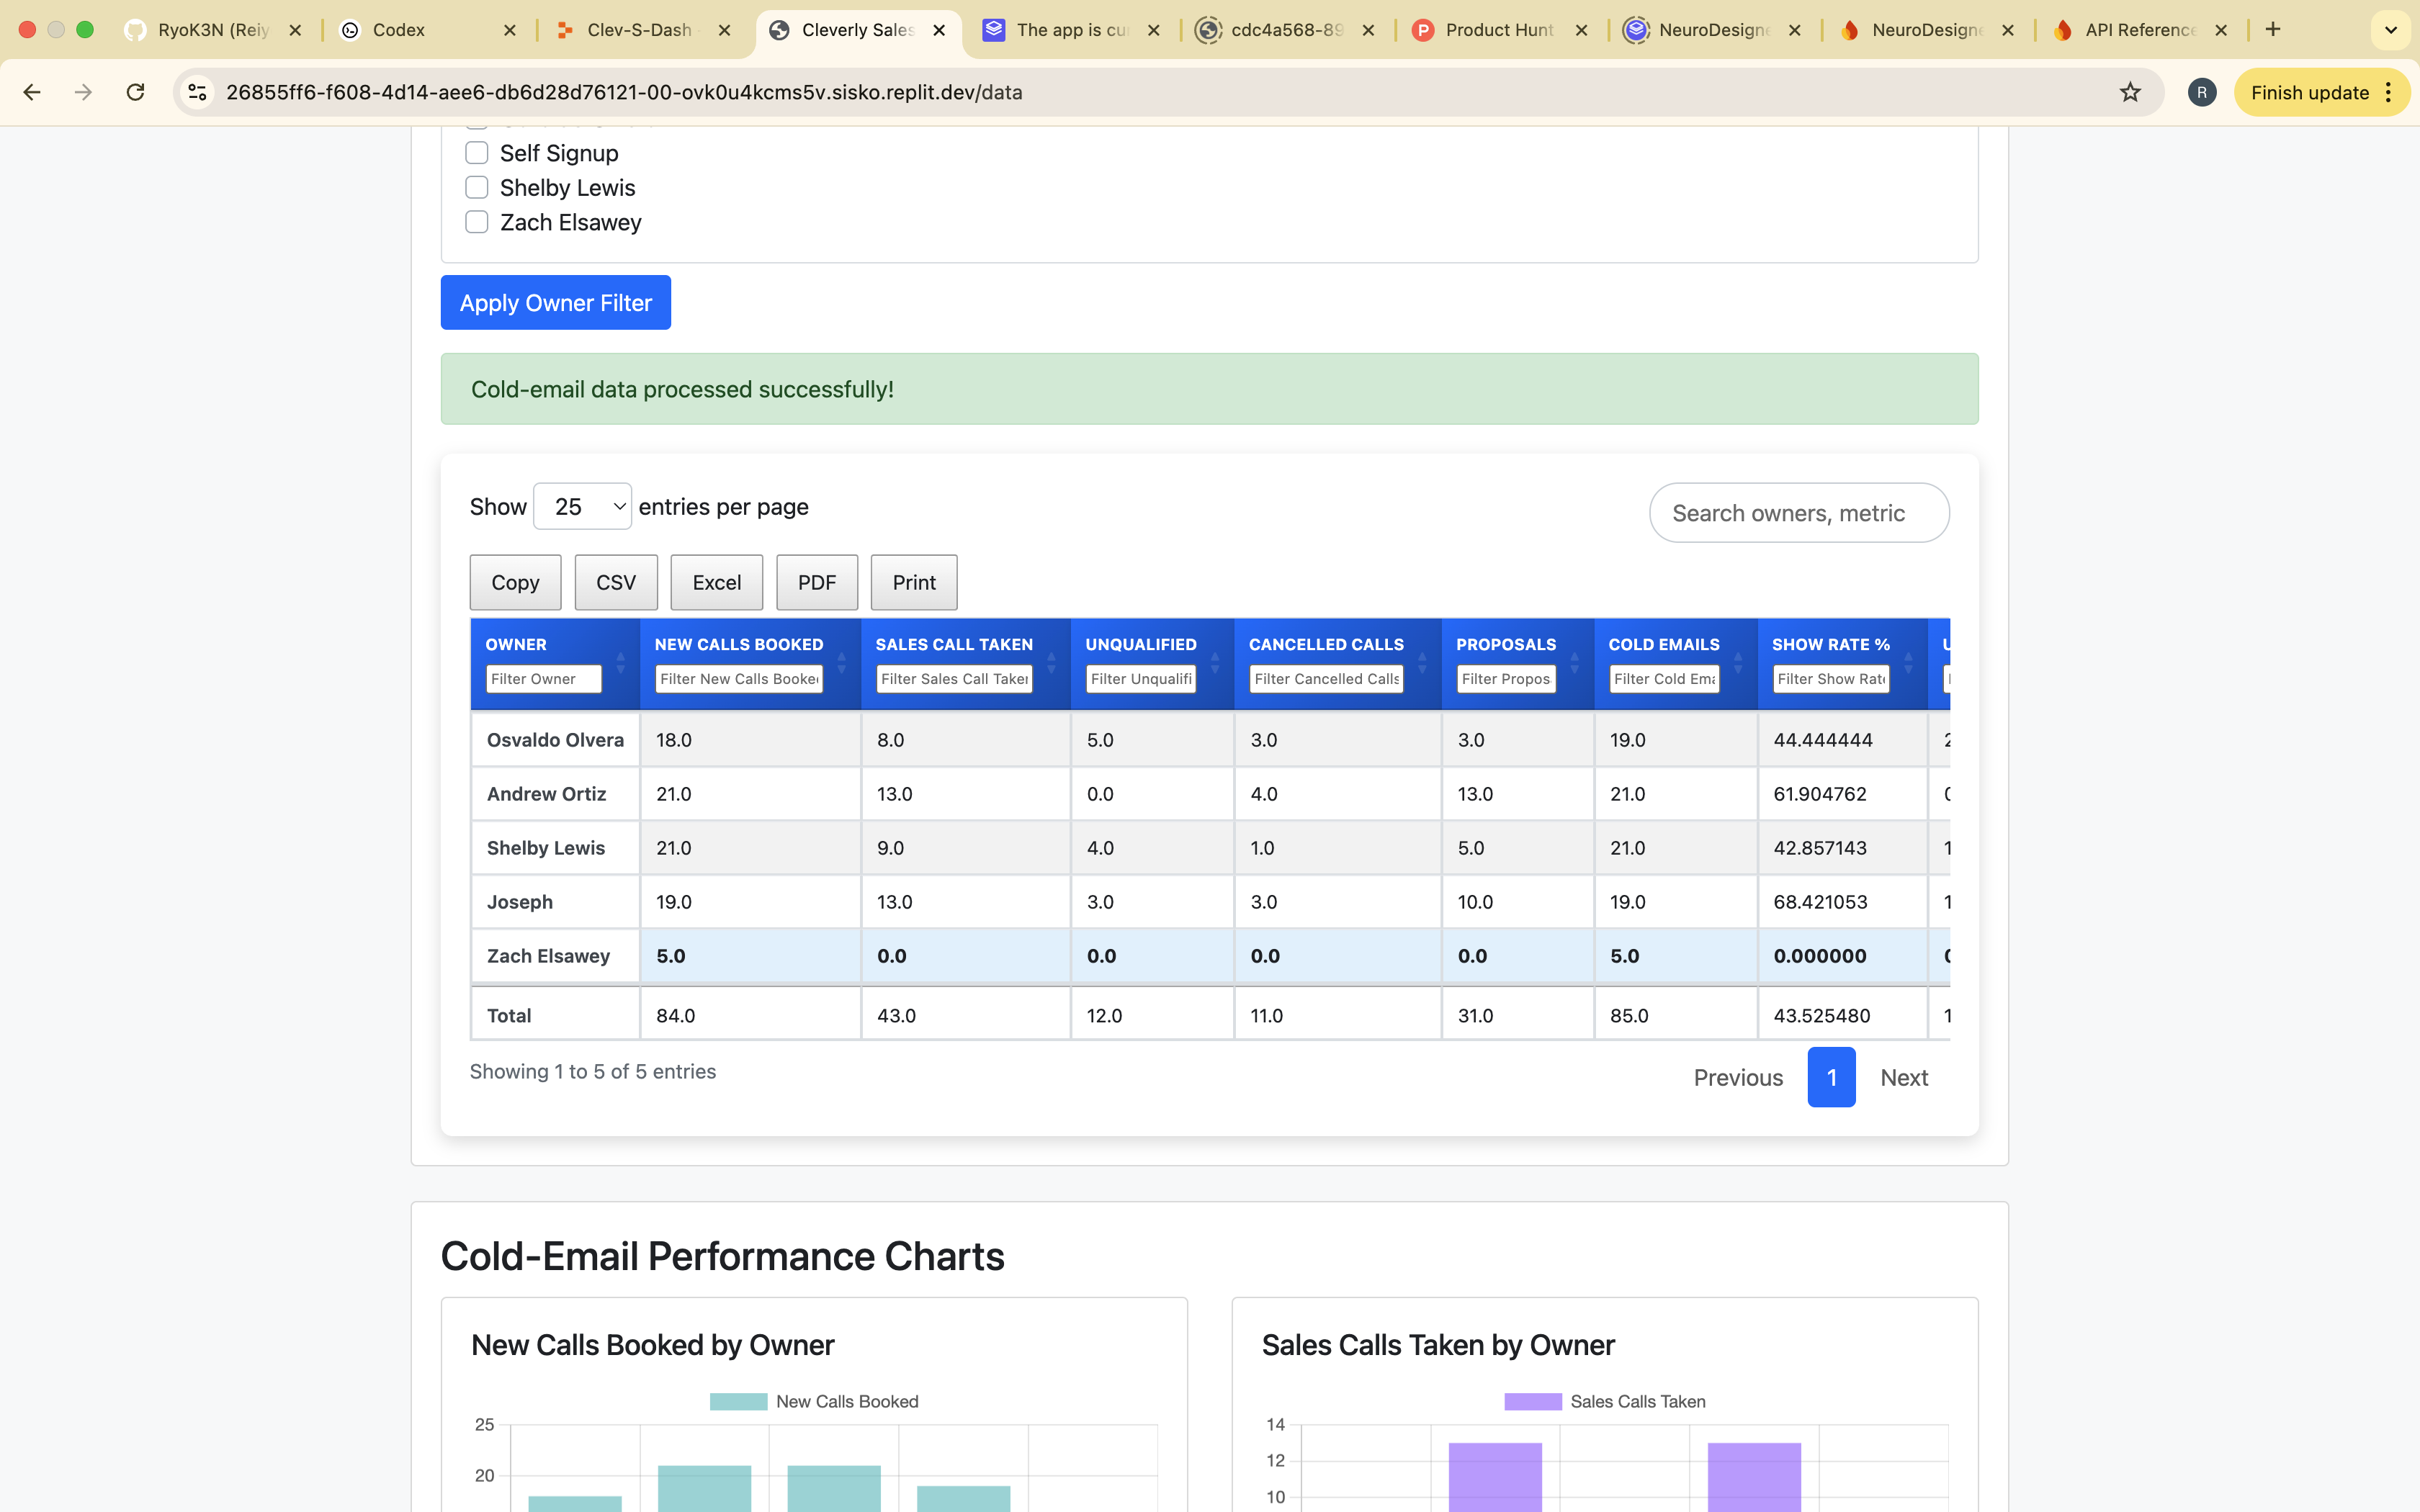 RyoK3N (Reiy
Codex
Clev-S-Dash
Cleverly Sales
The app is cu
cdc4a568-89
Product Hunt
NeuroDesigne
NeuroDesigne
API Reference
26855ff6-f608-4d14-aee6-db6d28d76121-00-ovk0u4kcms5v.sisko.replit.dev/data
R
Finish update
Self Signup
Shelby Lewis
Zach Elsawey
Apply Owner Filter
Cold-email data processed successfully!
Show 25 entries per page
Search owners, metric
Copy CSV Excel PDF Print
OWNER NEW CALLS BOOKED SALES CALL TAKEN UNQUALIFIED CANCELLED CALLS PROPOSALS COLD EMAILS SHOW RATE %
Filter Owner Filter New Calls Booke Filter Sales Call Taken Filter Unqualifi Filter Cancelled Calls Filter Propos Filter Cold Ema Filter Show Rate
Osvaldo Olvera 18.0 8.0 5.0 3.0 3.0 19.0 44.444444 2
Andrew Ortiz 21.0 13.0 0.0 4.0 13.0 21.0 61.904762 0
Shelby Lewis 21.0 9.0 4.0 1.0 5.0 21.0 42.857143 1
Joseph 19.0 13.0 3.0 3.0 10.0 19.0 68.421053 1
Zach Elsawey 5.0 0.0 0.0 0.0 0.0 5.0 0.000000 0
Total 84.0 43.0 12.0 11.0 31.0 85.0 43.525480 1
Showing 1 to 5 of 5 entries
Previous 1 Next
Cold-Email Performance Charts
New Calls Booked by Owner
New Calls Booked
25
20
Sales Calls Taken by Owner
Sales Calls Taken
14
12
10